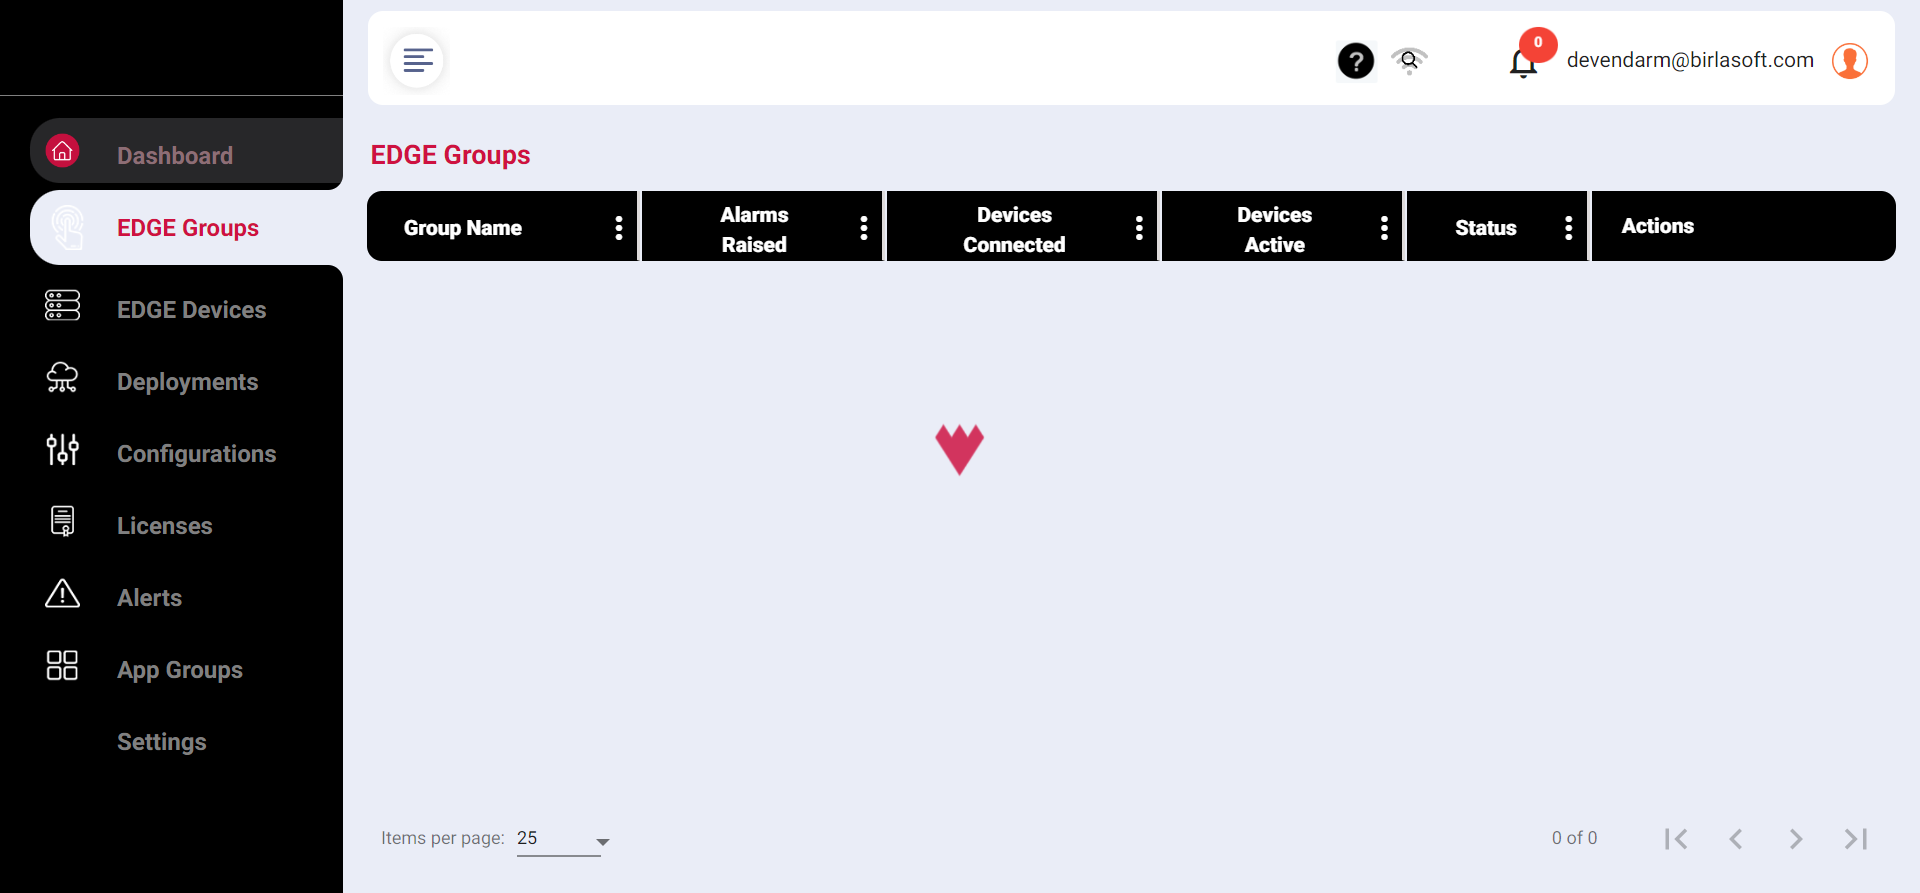 0
devendarm@birlasoft.com
Dashboard
EDGE Groups
EDGE Devices
Deployments
Configurations
Licenses
Alerts
App Groups
Settings
EDGE Groups
Group Name
Alarms
Raised
Devices
Connected
Devices
Active
Status
Actions
Items per page: 25
0 of 0